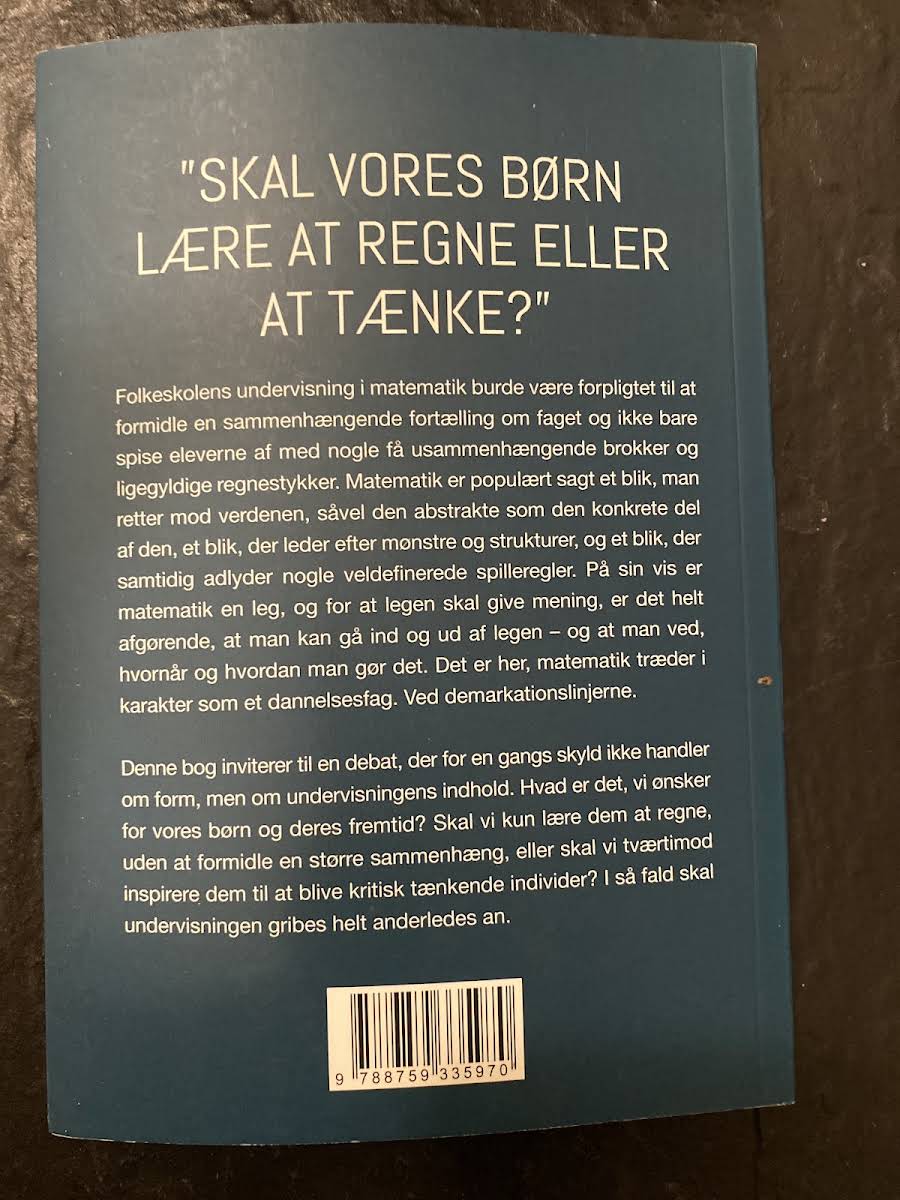 "SKAL VORES BØRN
LÆRE AT REGNE ELLER
AT TÆNKE?"
Folkeskolens undervisning i matematik burde være forpligtet til at
formidle en sammenhængende fortælling om faget og ikke bare
spise eleverne af med nogle få usammenhængende brokker og
ligegyldige regnestykker. Matematik er populært sagt et blik, man
retter mod verdenen, såvel den abstrakte som den konkrete del
af den, et blik, der leder efter mønstre og strukturer, og et blik, der
samtidig adlyder nogle veldefinerede spilleregler. På sin vis er
matematik en leg, og for at legen skal give mening, er det helt
afgørende, at man kan gå ind og ud af legen – og at man ved,
hvornår og hvordan man gør det. Det er her, matematik træder i
karakter som et dannelsesfag. Ved demarkationslinjerne.
Denne bog inviterer til en debat, der for en gangs skyld ikke handler
om form, men om undervisningens indhold. Hvad er det, vi ønsker
for vores børn og deres fremtid? Skal vi kun lære dem at regne,
uden at formidle en større sammenhæng, eller skal vi tværtimod
inspirere dem til at blive kritisk tænkende individer? I så fald skal
undervisningen gribes helt anderledes an.
9 788759 335970